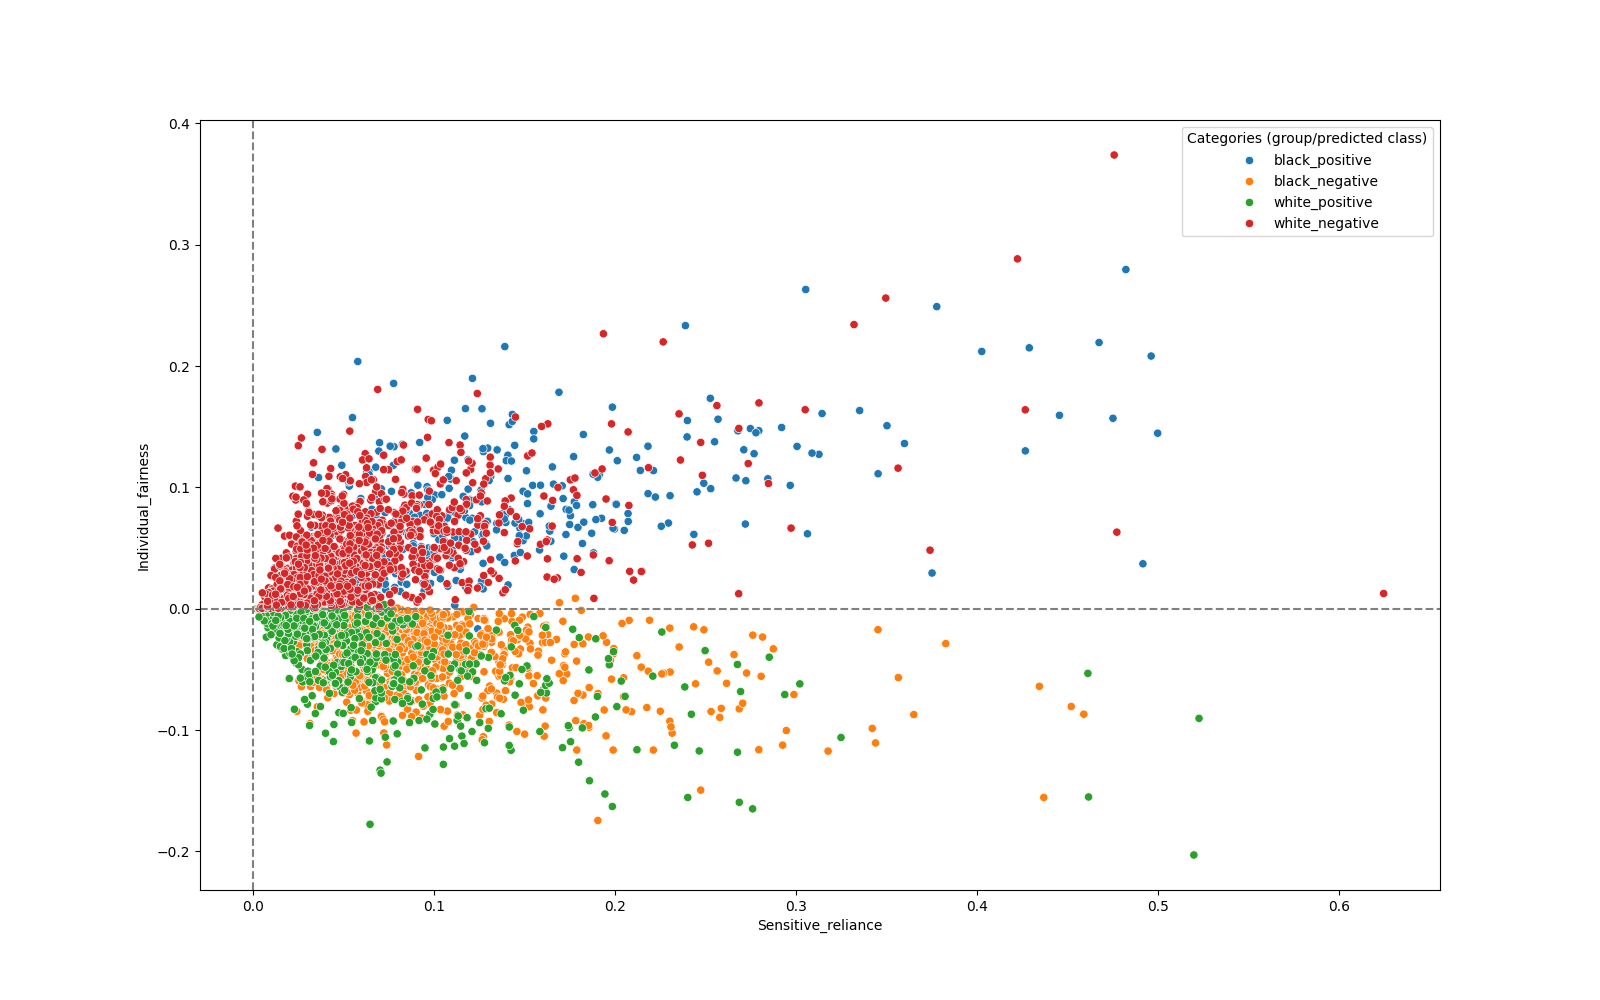 0.4
0.3
0.2
0.1
0.0
−0.1
−0.2
Individual_fairness
Categories (group/predicted class)
black_positive
black_negative
white_positive
white_negative
0.0 0.1 0.2 0.3 0.4 0.5 0.6
Sensitive_reliance